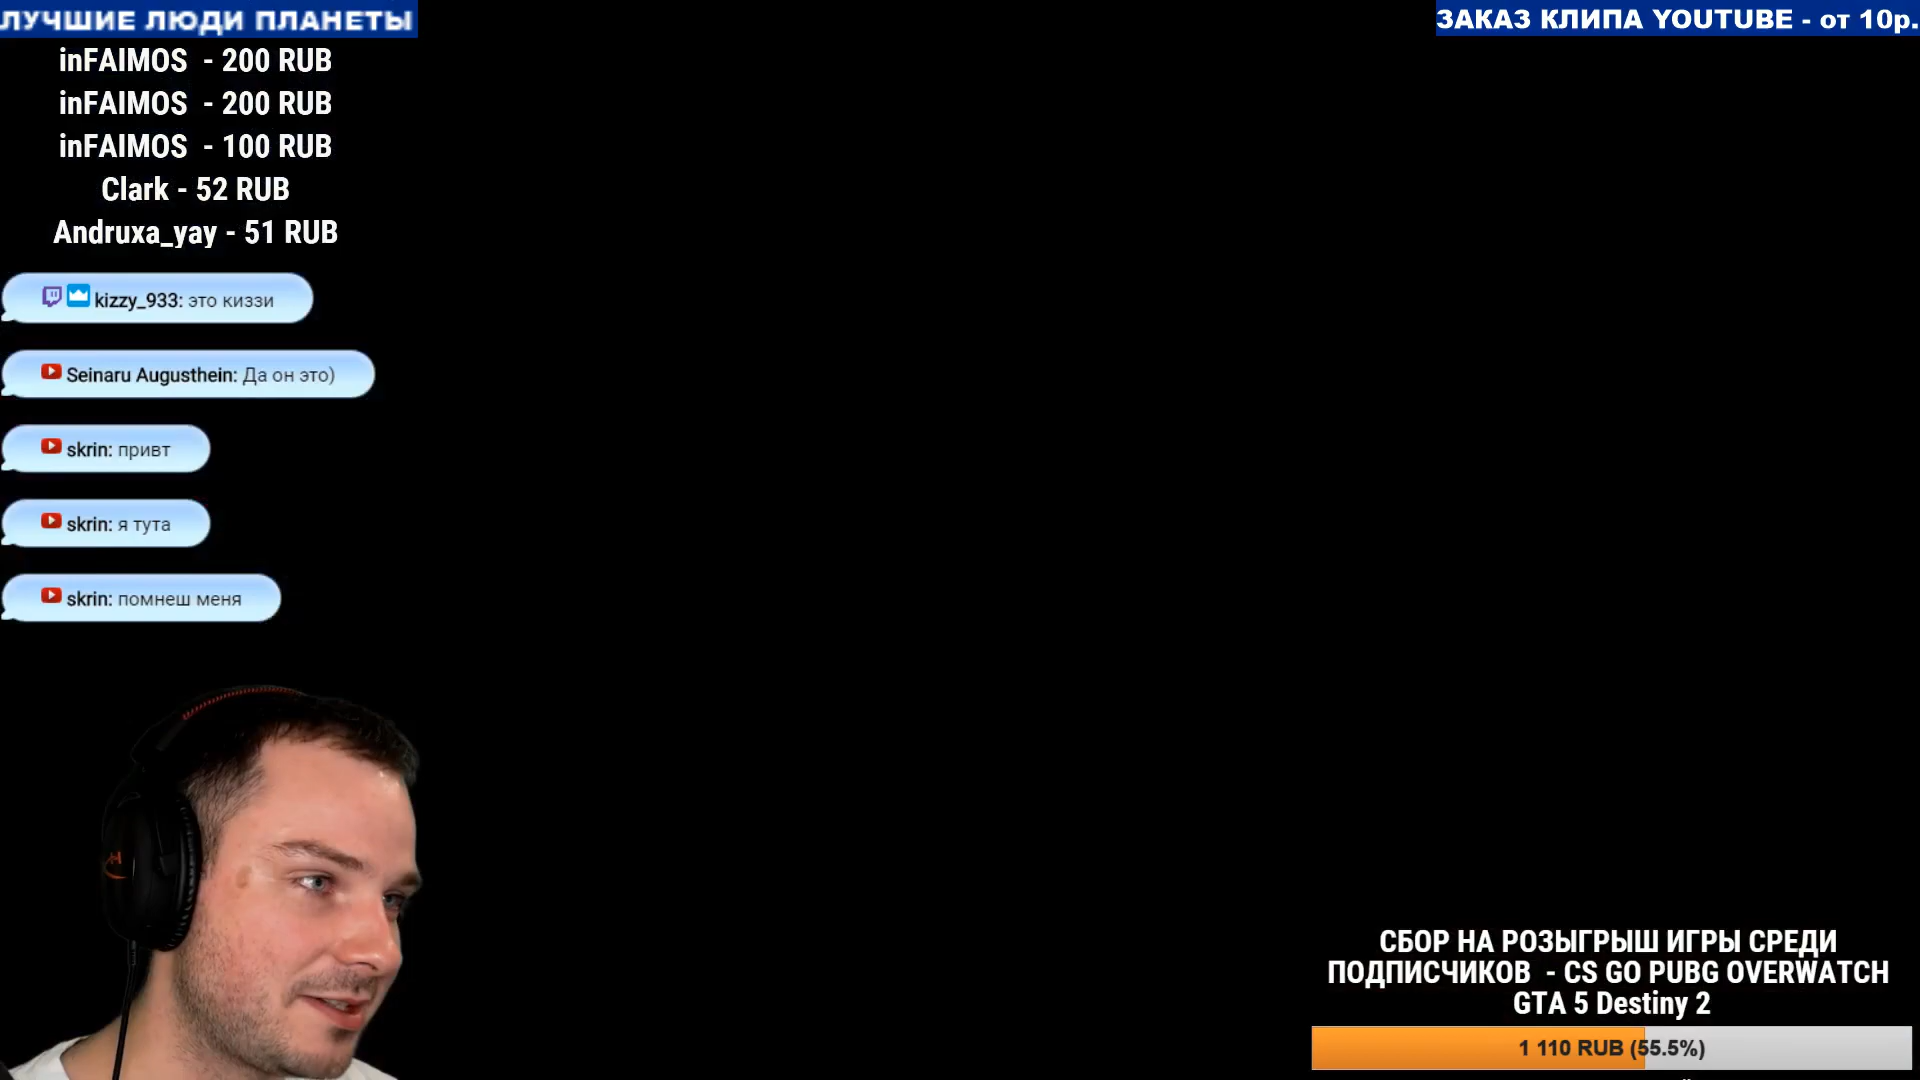 ЛУЧШИЕ ЛЮДИ ПЛАНЕТЫ
ЗАКАЗ КЛИПА YOUTUBE - от 10р.
inFAIMOS - 200 RUB
inFAIMOS - 200 RUB
inFAIMOS - 100 RUB
Clark - 52 RUB
Andruxa_yay - 51 RUB
kizzy_933: это киззи
Seinaru Augusthein: Да он это)
skrin: привт
skrin: я тута
skrin: помнеш меня
СБОР НА РОЗЫГРЫШ ИГРЫ СРЕДИ
ПОДПИСЧИКОВ - CS GO PUBG OVERWATCH
GTA 5 Destiny 2
1 110 RUB (55.5%)